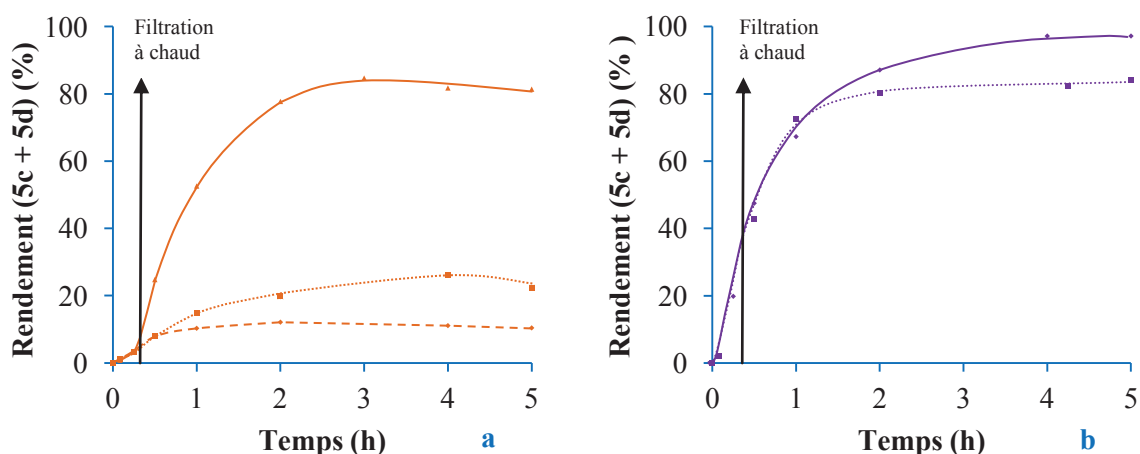 Rendement (5c + 5d) (%)
100
80
60
40
20
0
Filtration
à chaud
0 1 2 3 4 5
Temps (h)
a
Rendement (5c + 5d) (% )
100
80
60
40
20
0
Filtration
à chaud
0 1 2 3 4 5
Temps (h)
b